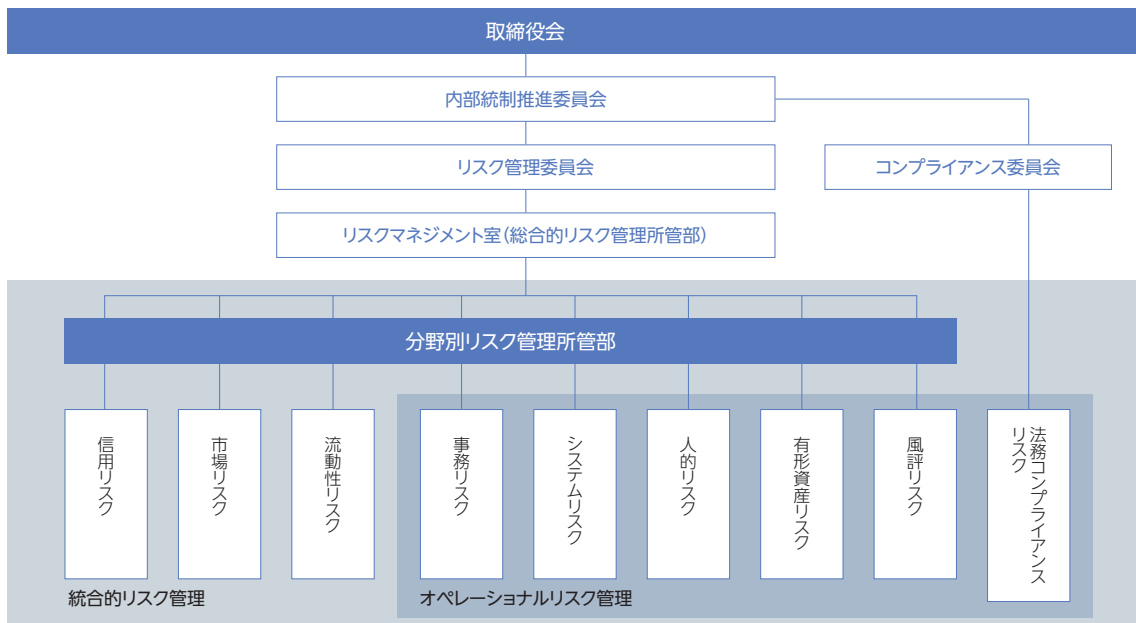 取締役会
内部統制推進委員会
リスク管理委員会
コンプライアンス委員会
リスクマネジメント室(総合的リスク管理所管部)
分野別リスク管理所管部
信用リスク
市場リスク
流動性リスク
事務リスク
システムリスク
人的リスク
有形資産リスク
風評リスク
法務コンプライアンス
リスク
統合的リスク管理
オペレーショナルリスク管理